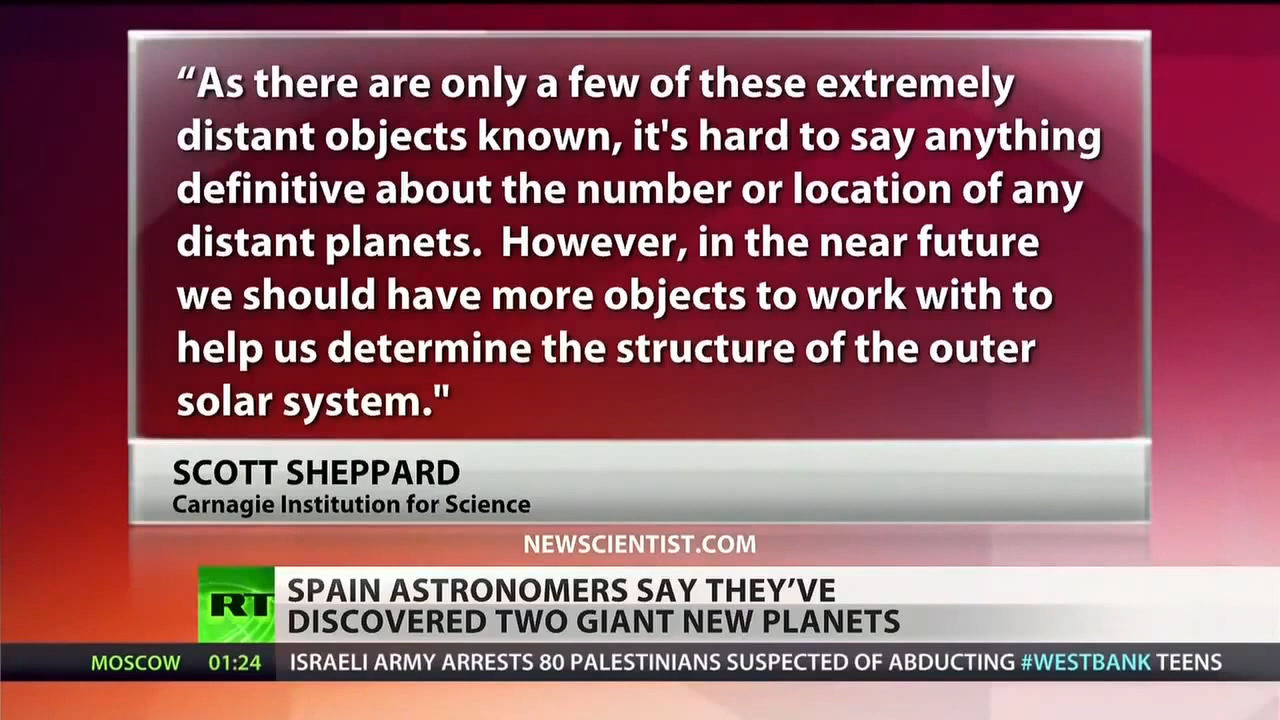 “As there are only a few of these extremely
distant objects known, it's hard to say anything
definitive about the number or location of any
distant planets.  However, in the near future
we should have more objects to work with to
help us determine the structure of the outer
solar system."
SCOTT SHEPPARD
Carnagie Institution for Science
NEWSCIENTIST.COM
RT
SPAIN ASTRONOMERS SAY THEY’VE
DISCOVERED TWO GIANT NEW PLANETS
MOSCOW 01:24 ISRAELI ARMY ARRESTS 80 PALESTINIANS SUSPECTED OF ABDUCTING #WESTBANK TEENS